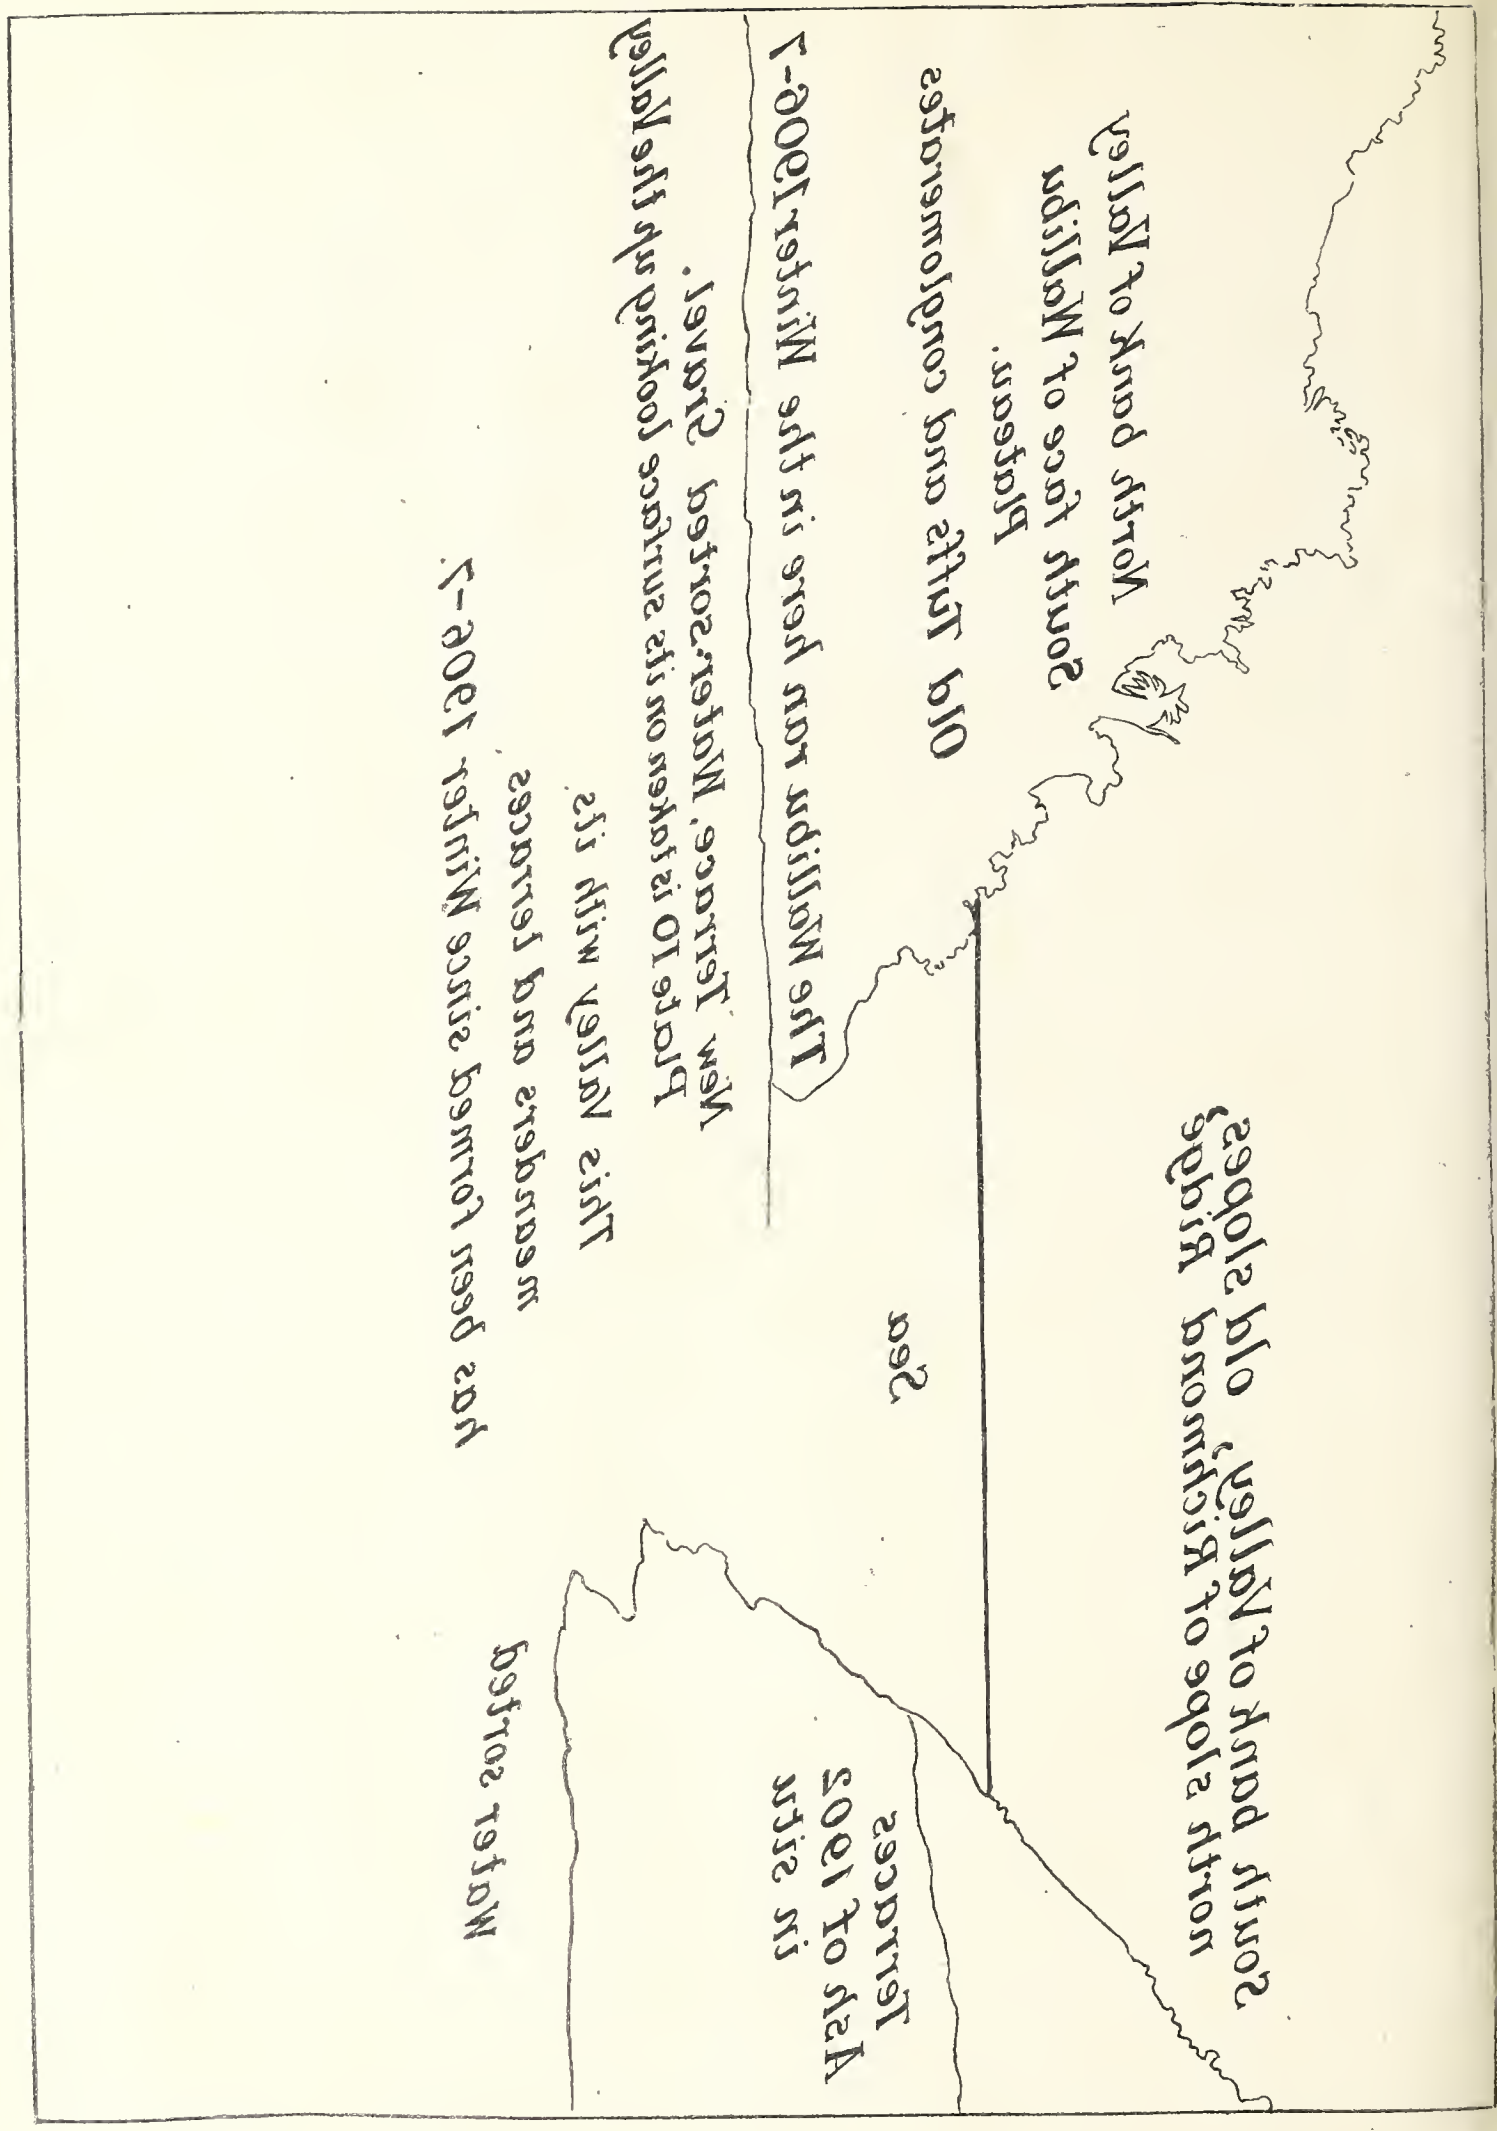 North bank of Valley
South face of Wallibu
Plateau.
Old Tuffs and conglomerates
The Wallibu ran here in the Winter 1906-7
New Terrace, Water-sorted Gravel.
Plate 10 is taken on its surface looking up the Valley
This Valley with its
meanders and terraces
has been formed since Winter 1906-7.
Sea
South bank of Valley, old slopes,
north slope of Richmond Ridge
Terraces
Ash of 1902
in situ
Water sorted